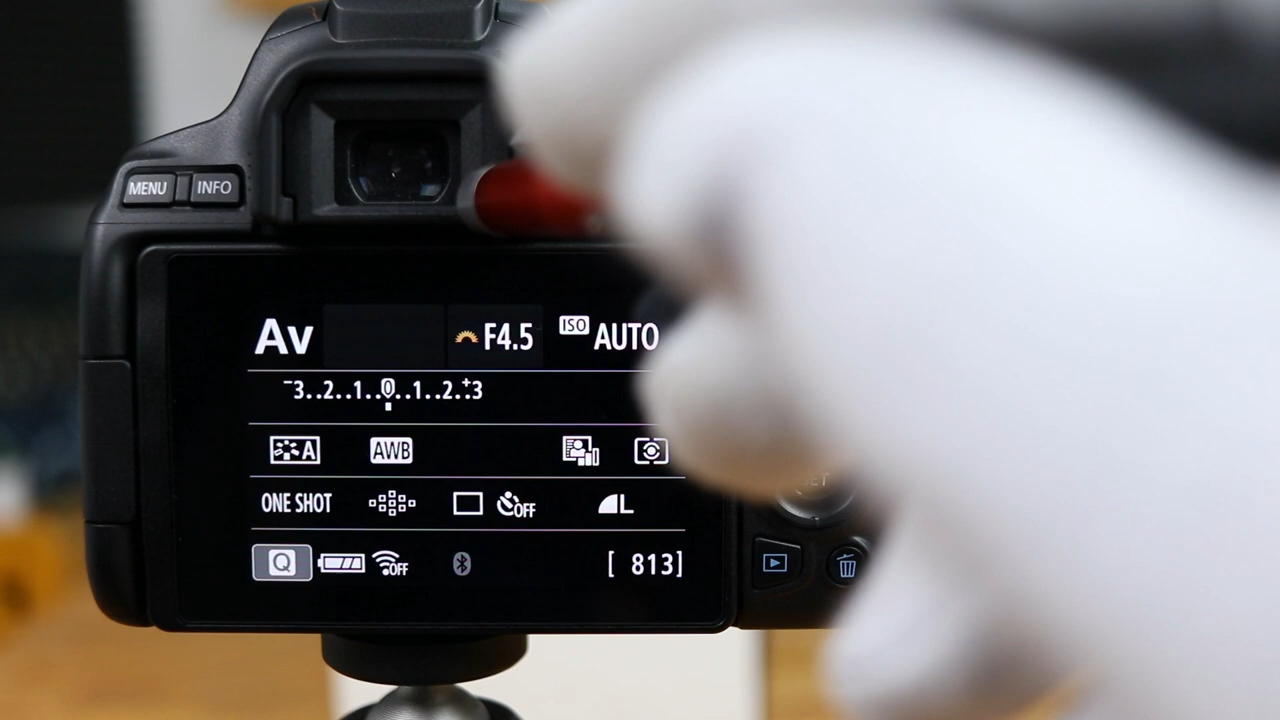 MENU INFO
Av F4.5 ISO AUTO
-3..2..1..0..1..2..+3
A AWB
ONE SHOT OFF L
Q OFF [ 813]